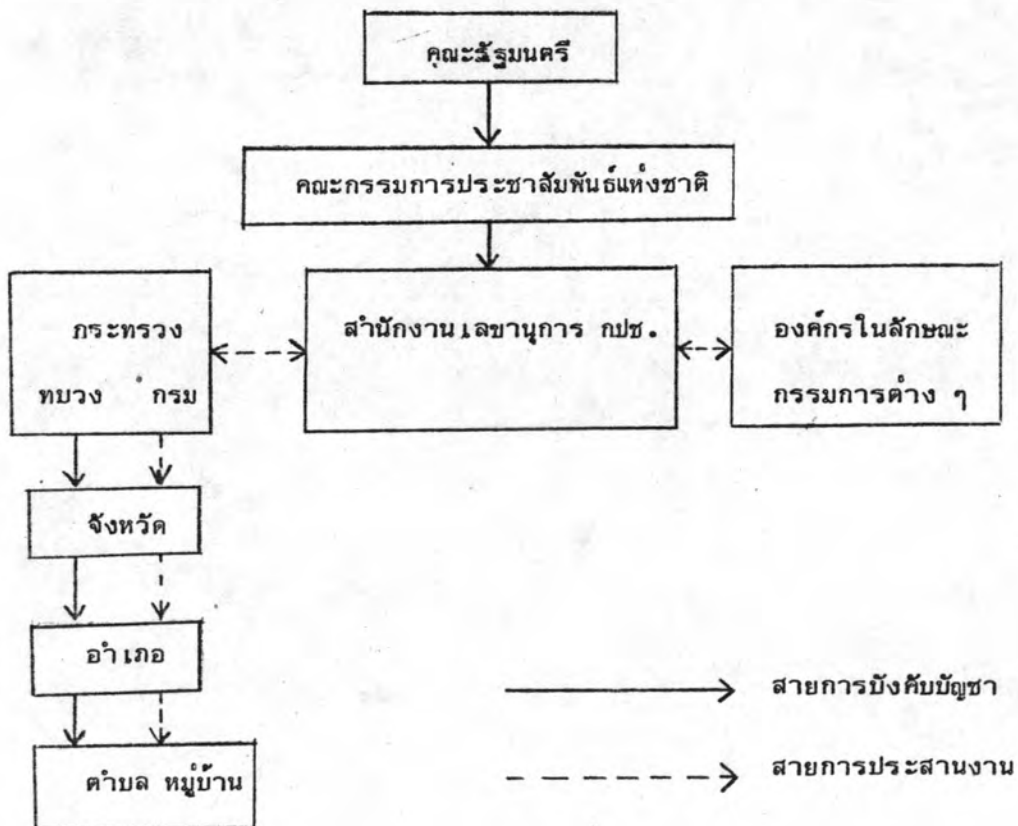 คุณะรัฐมนตรี
คณะกรรมการประชาสัมพันธ์แห่งชาติ
กระทรวง
ทบวง กรม
สำนักงานเลขานุการ กปช.
องค์กรในลักษณะ
กรรมการต่าง ๆ
จังหวัด
อำเภอ
ตำบล หมู่บ้าน
สายการบังคับบัญชา
สายการประสานงาน